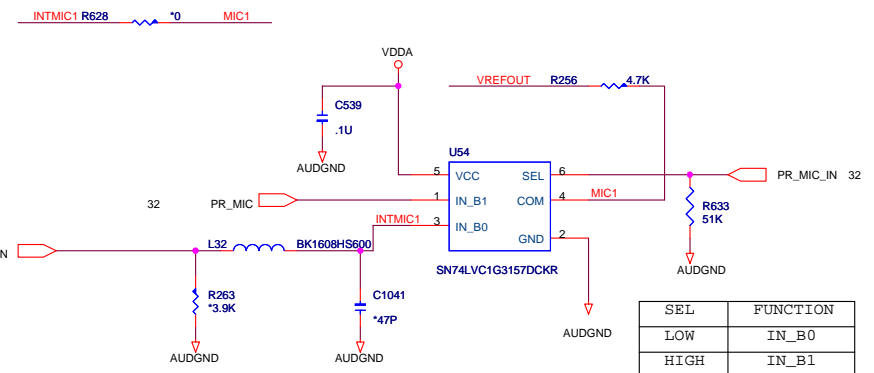 INTMIC1 R628 *0 MIC1
VDDA
VREFOUT R256 4.7K
C539
.1U
AUDGND
U54
5 VCC SEL 6
PR_MIC_IN 32
32 PR_MIC 1 IN_B1 COM 4 MIC1
R633
51K
INTMIC1 3 IN_B0
GND 2
N L32 BK1608HS600
SN74LVC1G3157DCKR
AUDGND
R263
*3.9K
C1041
*47P
AUDGND
AUDGND
AUDGND
SEL FUNCTION
LOW IN_B0
HIGH IN_B1